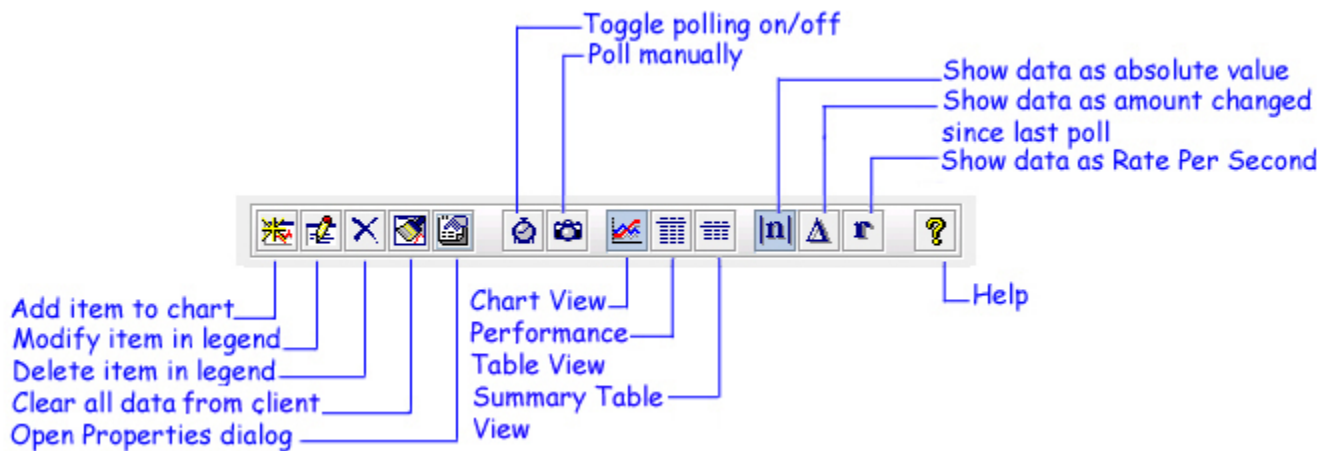 Toggle polling on/off
Poll manually
Show data as absolute value
Show data as amount changed
since last poll
Show data as Rate Per Second
|n| Δ r ?
Add item to chart
Modify item in legend
Delete item in legend
Clear all data from client
Open Properties dialog
Chart View
Performance
Table View
Summary Table
View
Help